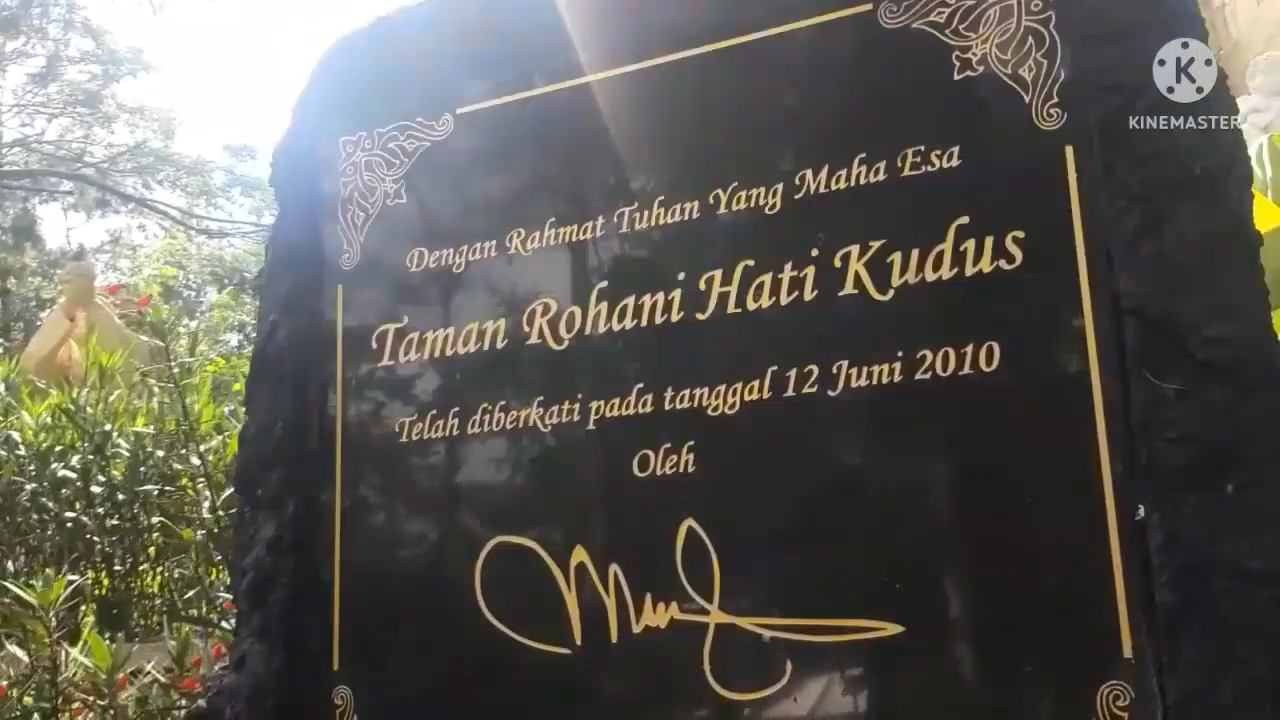 K
KINEMASTER
Dengan Rahmat Tuhan Yang Maha Esa
Taman Rohani Hati Kudus
Telah diberkati pada tanggal 12 Juni 2010
Oleh